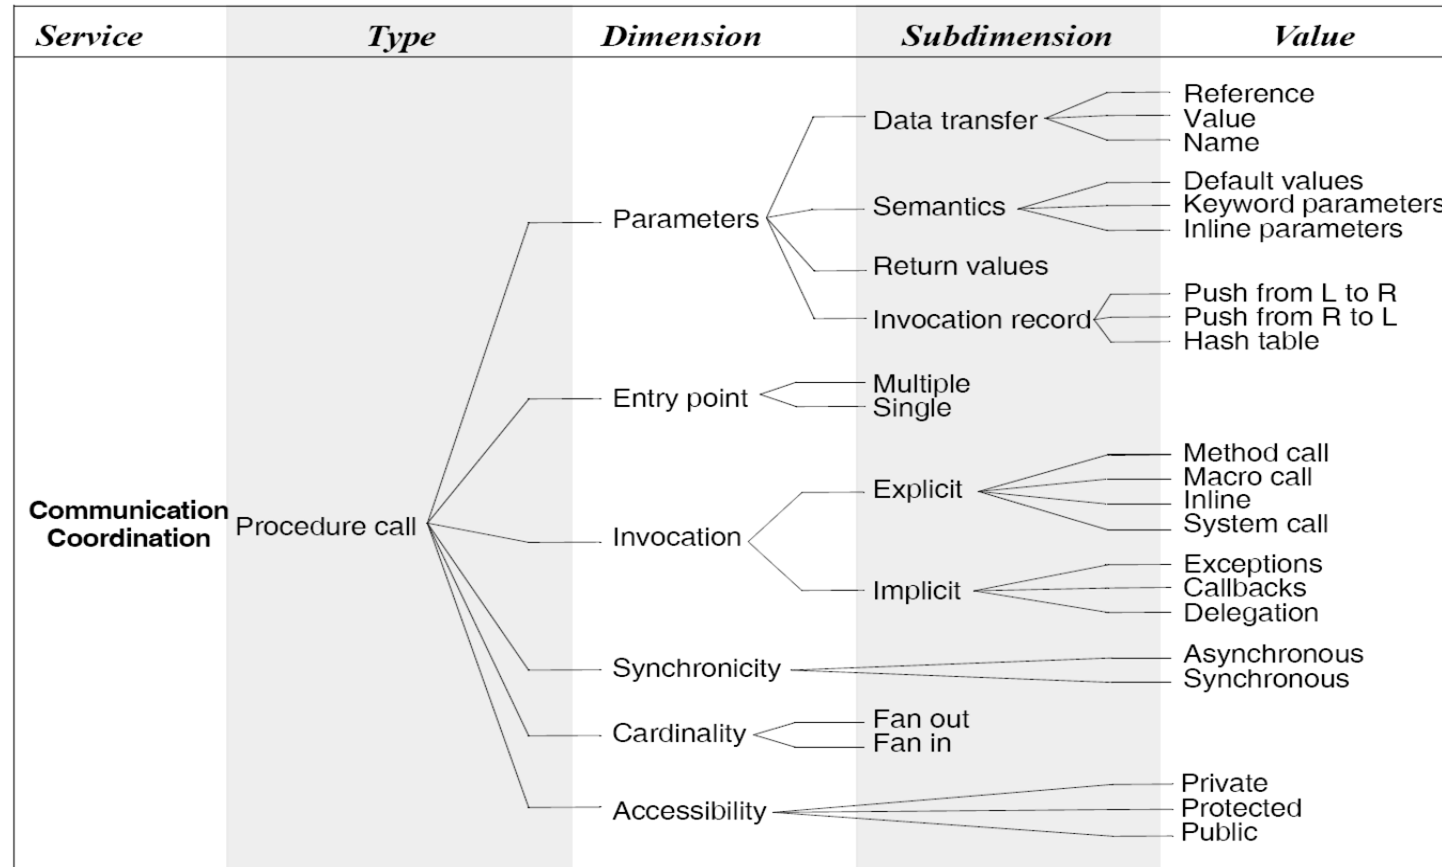 Service Type Dimension Subdimension Value
Reference
Data transfer Value
Name
Default values
Parameters Semantics Keyword parameters
Inline parameters
Return values
Push from L to R
Invocation record Push from R to L
Hash table
Multiple
Entry point
Single
Method call
Explicit Macro call
Inline
System call
Communication
Coordination
Procedure call Invocation
Exceptions
Implicit Callbacks
Delegation
Synchronicity Asynchronous
Synchronous
Fan out
Cardinality
Fan in
Private
Accessibility Protected
Public